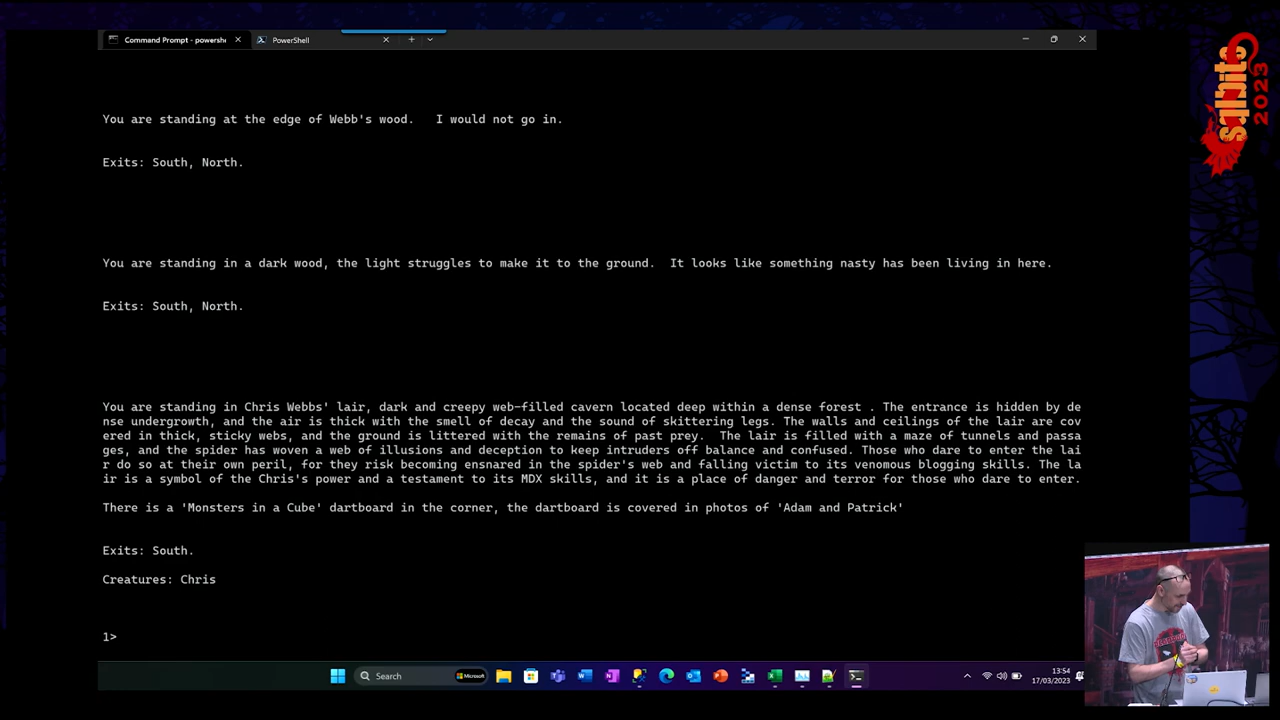 Command Prompt - powershe
PowerShell
sqlbits
2023
You are standing at the edge of Webb's wood.   I would not go in.
Exits: South, North.
You are standing in a dark wood, the light struggles to make it to the ground.  It looks like something nasty has been living in here.
Exits: South, North.
You are standing in Chris Webbs' lair, dark and creepy web-filled cavern located deep within a dense forest . The entrance is hidden by de
nse undergrowth, and the air is thick with the smell of decay and the sound of skittering legs. The walls and ceilings of the lair are cov
ered in thick, sticky webs, and the ground is littered with the remains of past prey.  The lair is filled with a maze of tunnels and passa
ges, and the spider has woven a web of illusions and deception to keep intruders off balance and confused. Those who dare to enter the lai
r do so at their own peril, for they risk becoming ensnared in the spider's web and falling victim to its venomous blogging skills. The la
ir is a symbol of the Chris's power and a testament to its MDX skills, and it is a place of danger and terror for those who dare to enter.
There is a 'Monsters in a Cube' dartboard in the corner, the dartboard is covered in photos of 'Adam and Patrick'
Exits: South.
Creatures: Chris
1>
Search
Microsoft
13:54
17/03/2023